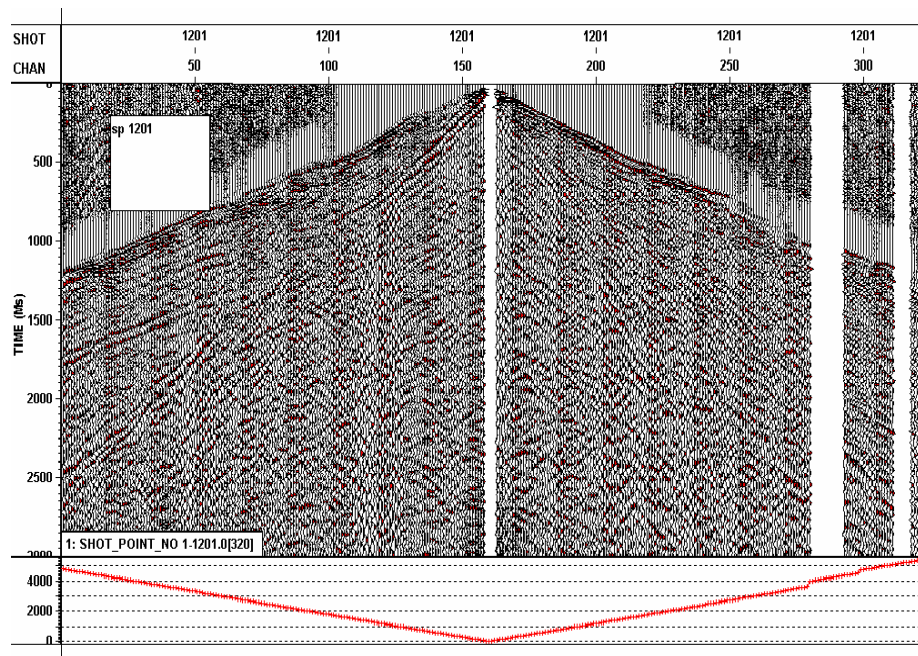 SHOT 1201 1201 1201 1201 1201 1201
CHAN 50 100 150 200 250 300
0
sp 1201
500
1000
TIME (Ms)
1500
2000
2500
1: SHOT_POINT_NO 1-1201.0[320]
4000
2000
0